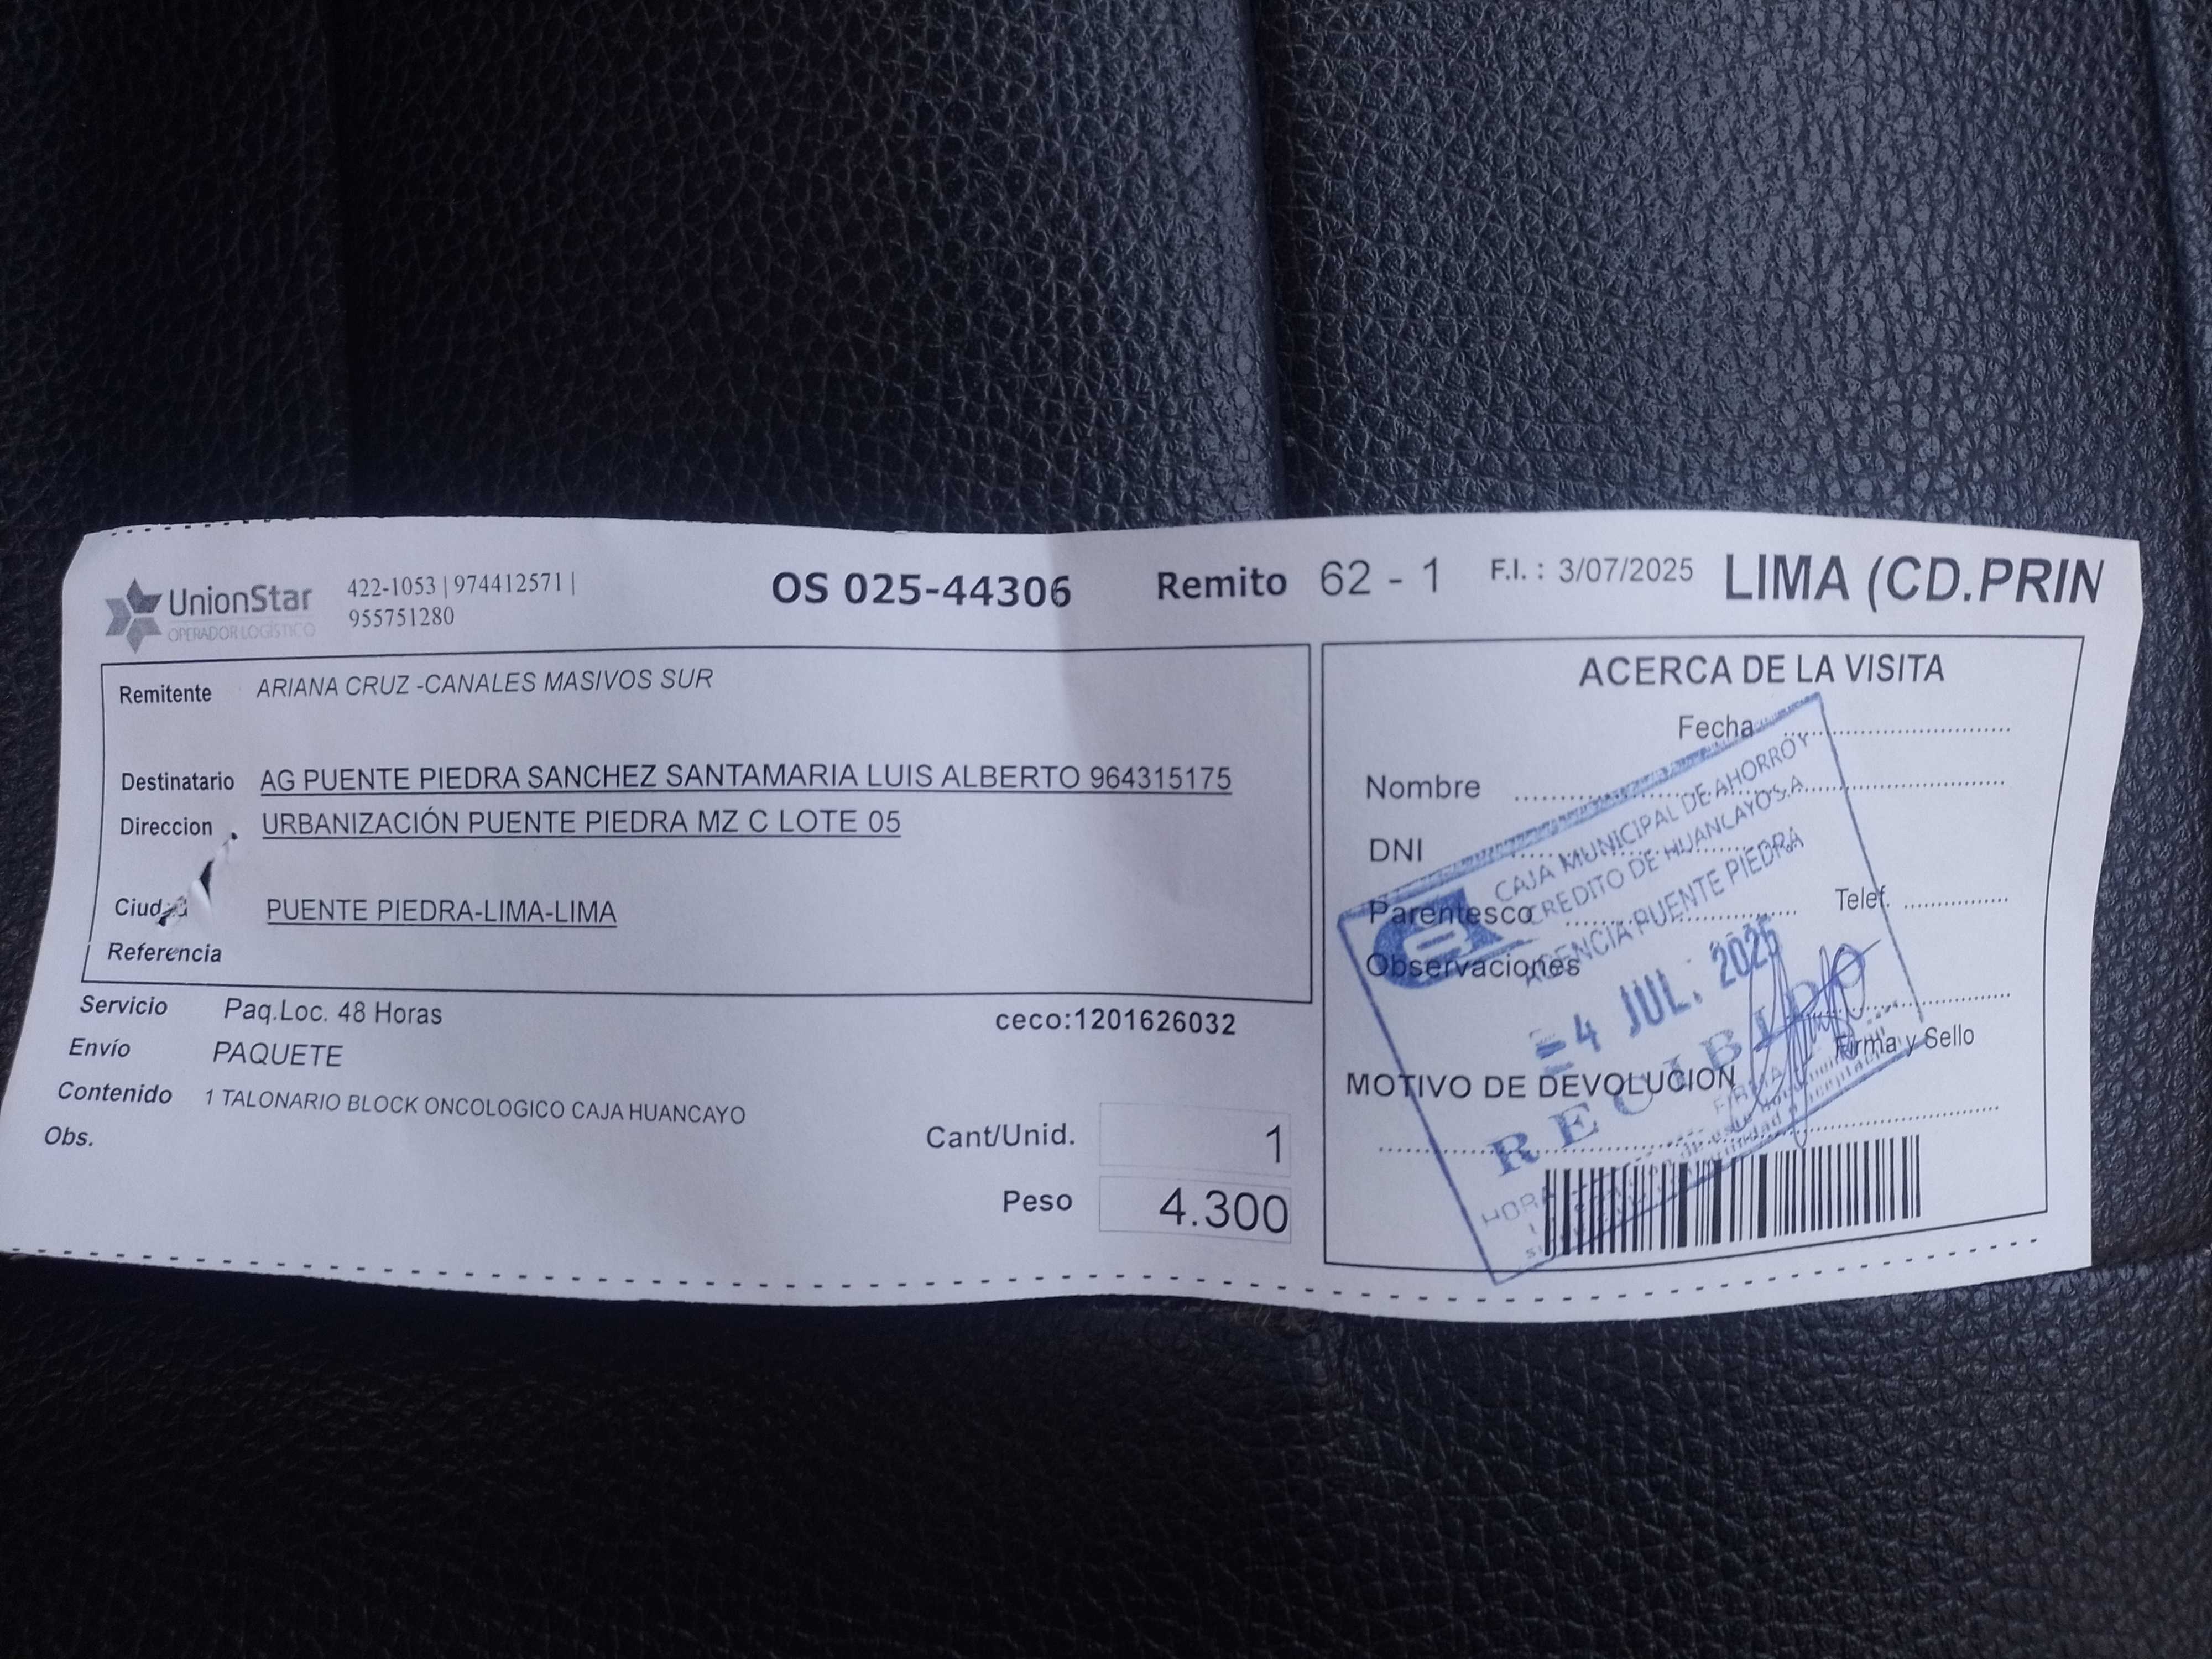 UnionStar
OPERADOR LOGÍSTICO
422-1053 | 974412571 |
955751280
OS 025-44306
Remito 62 - 1
F.I. : 3/07/2025
LIMA (CD.PRIN
Remitente ARIANA CRUZ -CANALES MASIVOS SUR
Destinatario AG PUENTE PIEDRA SANCHEZ SANTAMARIA LUIS ALBERTO 964315175
Direccion URBANIZACIÓN PUENTE PIEDRA MZ C LOTE 05
Ciudad PUENTE PIEDRA-LIMA-LIMA
Referencia
Servicio Paq.Loc. 48 Horas
ceco:1201626032
Envío PAQUETE
Contenido 1 TALONARIO BLOCK ONCOLOGICO CAJA HUANCAYO
Obs.
Cant/Unid. 1
Peso 4.300
ACERCA DE LA VISITA
Fecha
Nombre
DNI
Parentesco
Telef.
Observaciones
Firma y Sello
MOTIVO DE DEVOLUCION
CAJA MUNICIPAL DE AHORRO Y
CREDITO DE HUANCAYO S.A
AGENCIA PUENTE PIEDRA
4 JUL. 2025
RECIBIDO
HORA
FIRMA